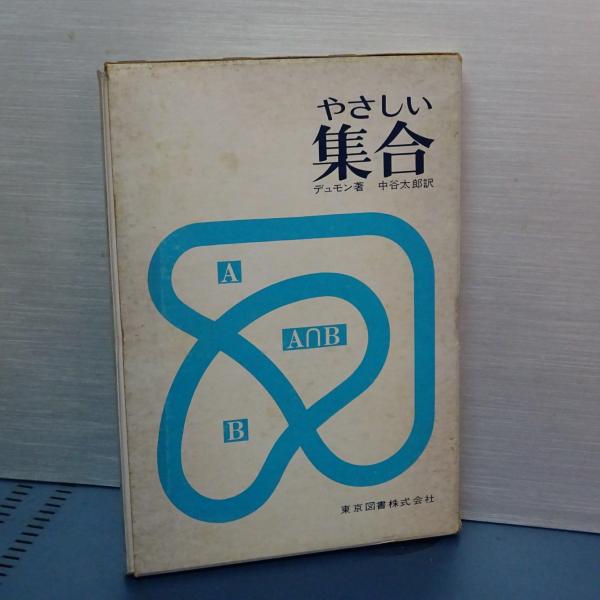 やさしい
集合
デュモン著 中谷太郎訳
A
A∩B
B
東京図書株式会社